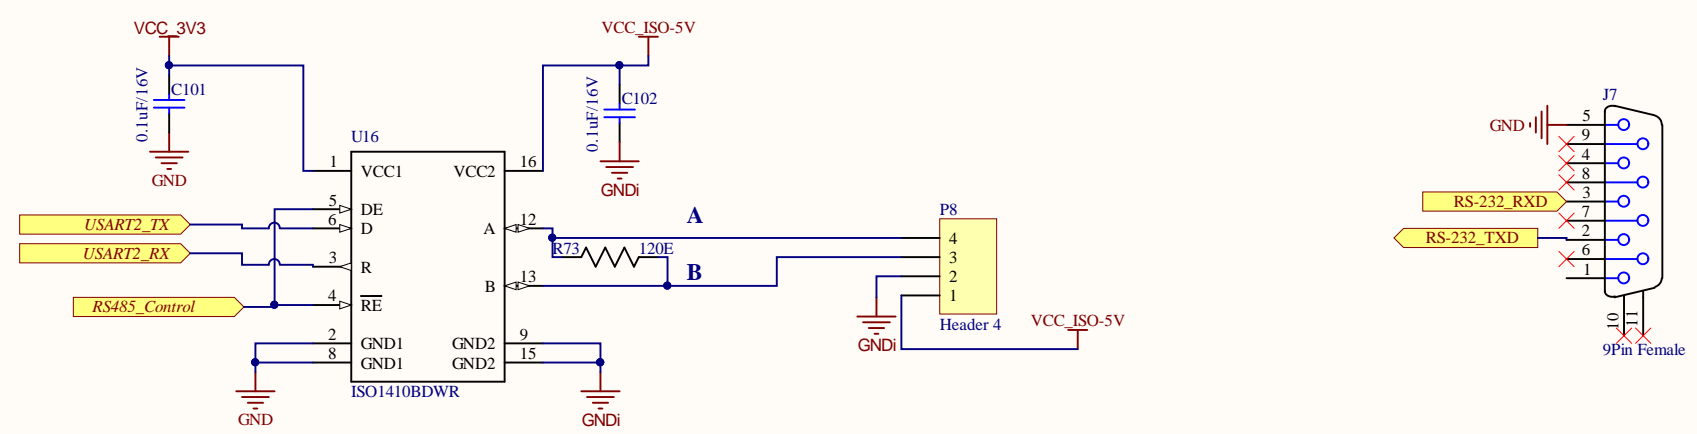 VCC_3V3
0.1uF/16V
C101
GND
VCC_ISO-5V
0.1uF/16V
C102
GNDi
U16
1 VCC1
VCC2 16
5 DE
6 D
A 12
3 R
B 13
4 RE
2 GND1
GND2 9
8 GND1
GND2 15
ISO1410BDWR
USART2_TX
USART2_RX
RS485_Control
GND
GNDi
A
R73
120E
B
P8
4
3
2
1
Header 4
GNDi
VCC_ISO-5V
J7
GND
5
9
4
8
RS-232_RXD
3
7
RS-232_TXD
2
6
1
10
11
9Pin Female